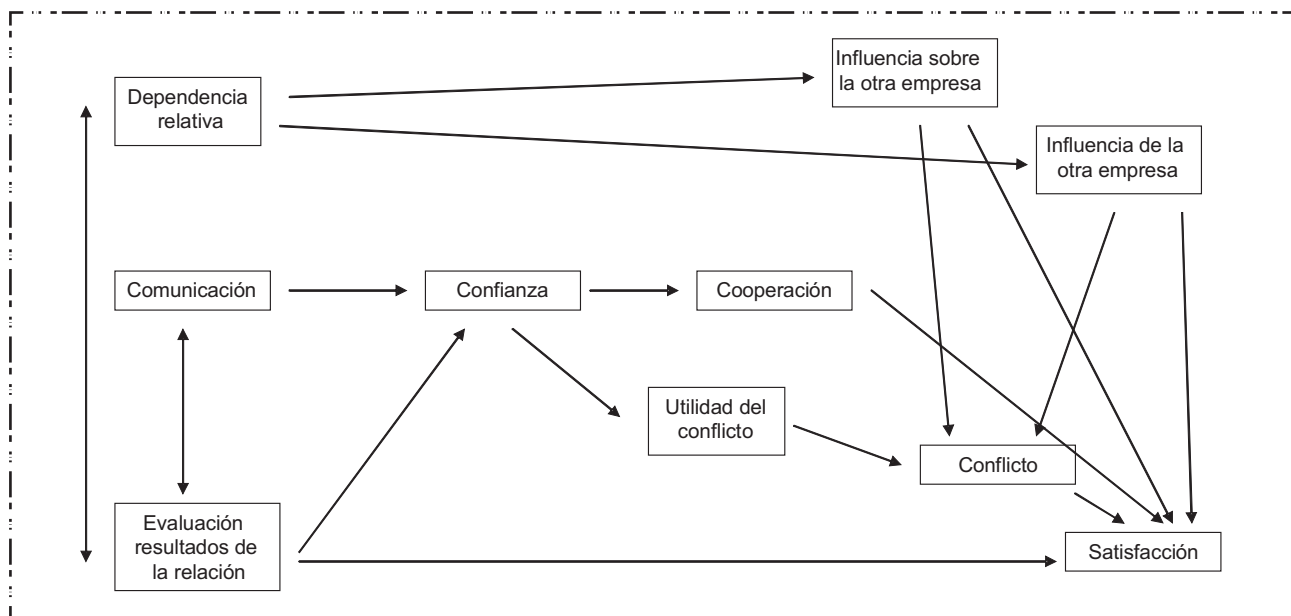 Influencia sobre
la otra empresa
Dependencia
relativa
Influencia de la
otra empresa
Comunicación
Confianza
Cooperación
Utilidad del
conflicto
Conflicto
Evaluación
resultados de
la relación
Satisfacción